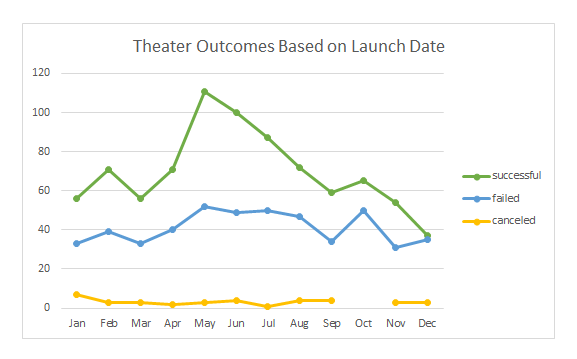 Theater Outcomes Based on Launch Date
120
100
80
60
40
20
0
Jan Feb Mar Apr May Jun Jul Aug Sep Oct Nov Dec
successful
failed
canceled